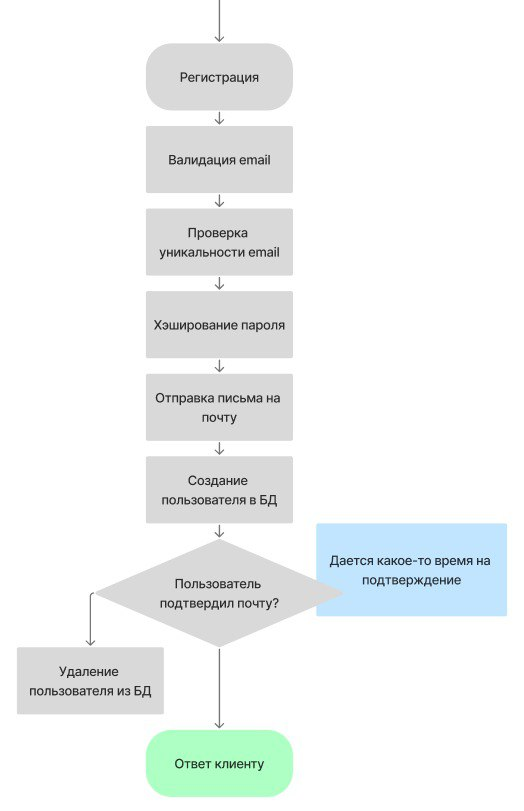 Регистрация
Валидация email
Проверка
уникальности email
Хэширование пароля
Отправка письма на
почту
Создание
пользователя в БД
Дается какое-то время на
подтверждение
Пользователь
подтвердил почту?
Удаление
пользователя из БД
Ответ клиенту